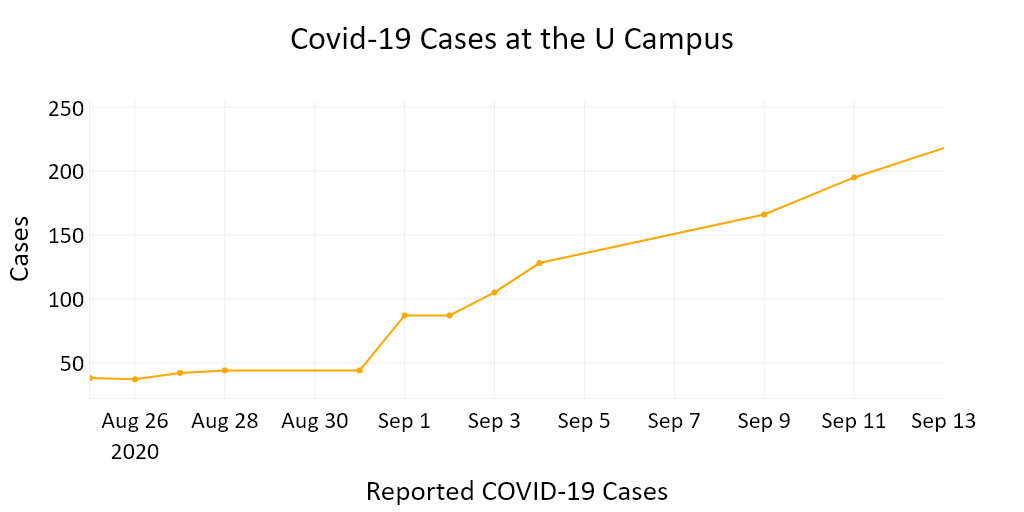 Covid-19 Cases at the U Campus
250
200
150
100
50
Cases
Aug 26 Aug 28 Aug 30 Sep 1 Sep 3 Sep 5 Sep 7 Sep 9 Sep 11 Sep 13
2020
Reported COVID-19 Cases